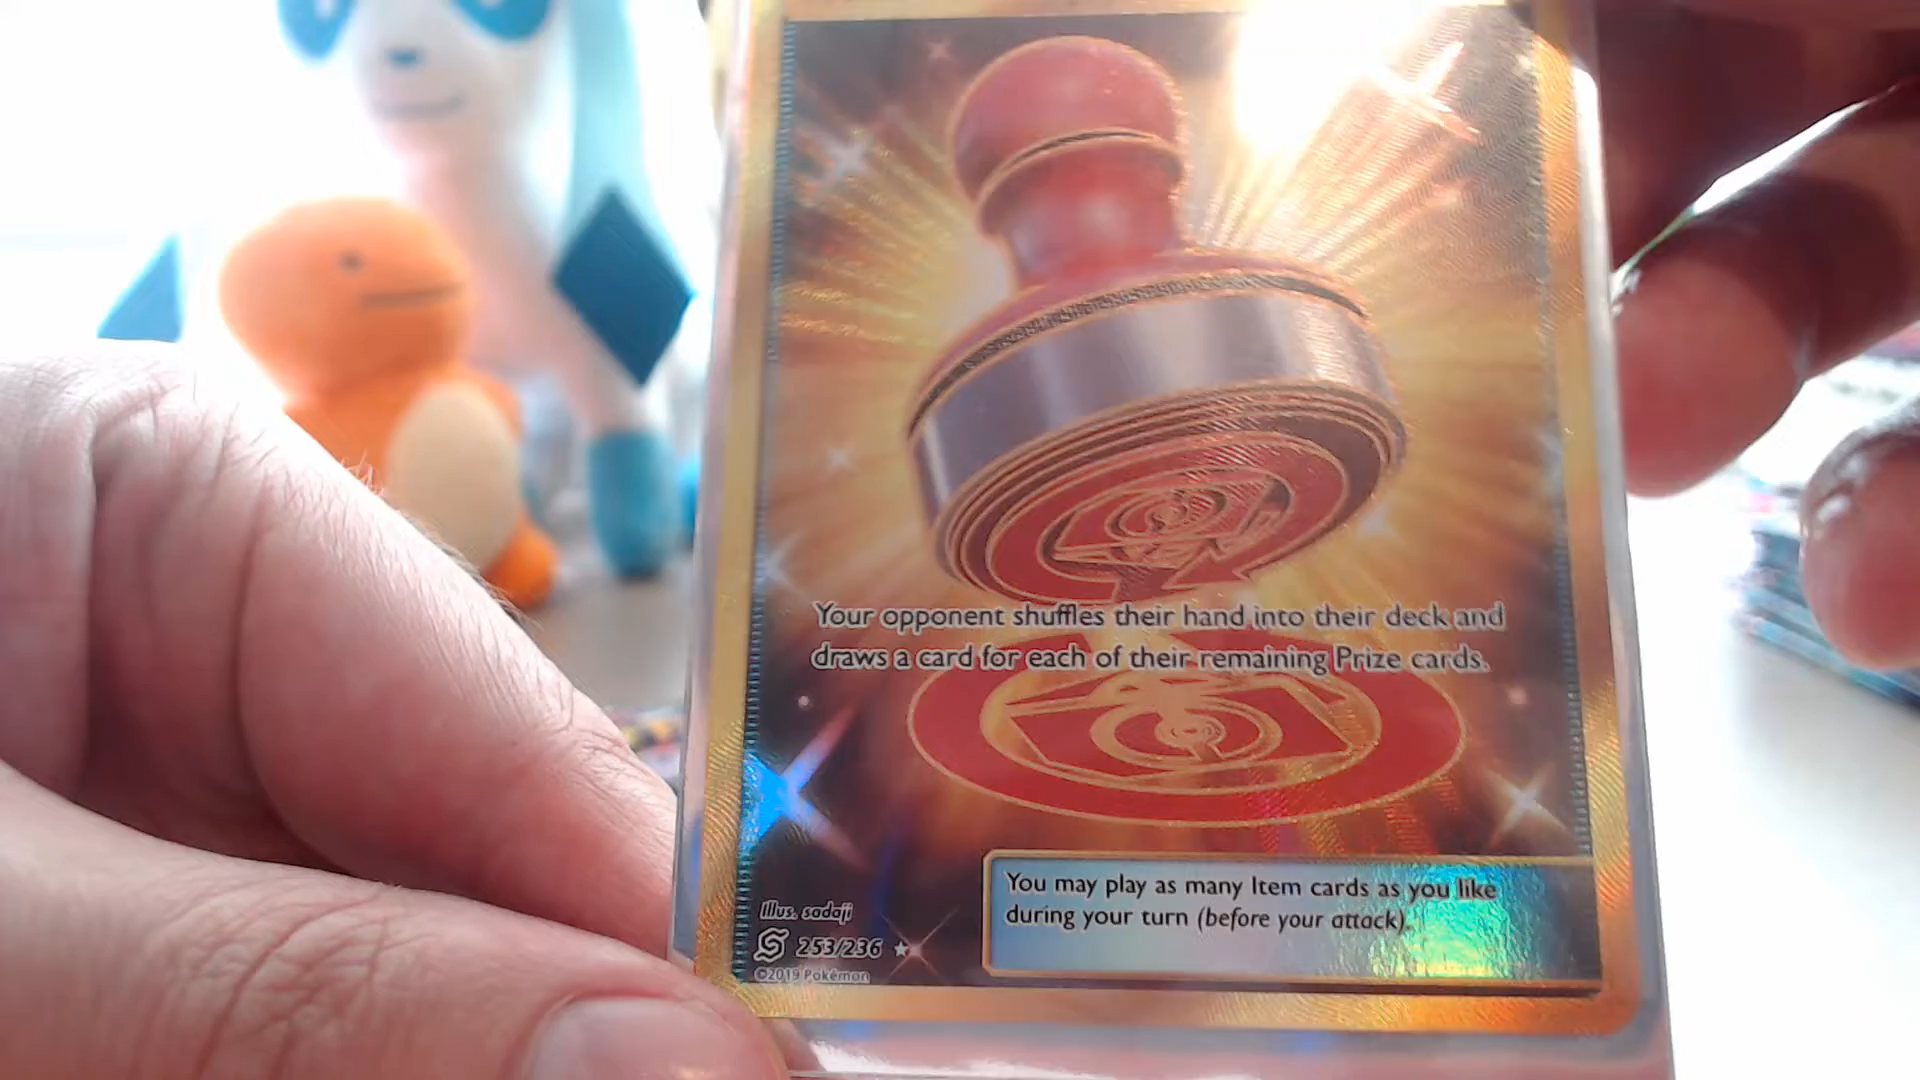 Your opponent shuffles their hand into their deck and
draws a card for each of their remaining Prize cards.
You may play as many Item cards as you like
during your turn (before your attack).
Illus. sadaji
253/236
©2019 Pokémon